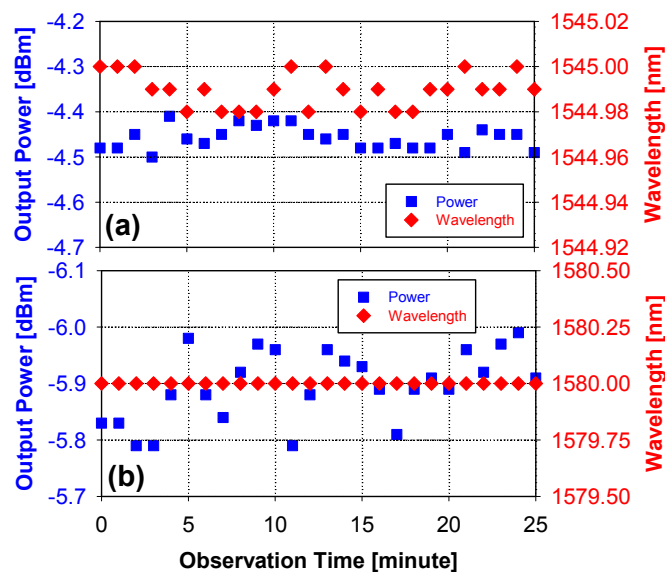 -4.2
-4.3
-4.4
-4.5
-4.6
-4.7
Output Power [dBm]
(a)
Power
Wavelength
1545.02
1545.00
1544.98
1544.96
1544.94
1544.92
Wavelength [nm]
-6.1
-6.0
-5.9
-5.8
-5.7
Output Power [dBm]
(b)
Power
Wavelength
1580.50
1580.25
1580.00
1579.75
1579.50
Wavelength [nm]
0 5 10 15 20 25
Observation Time [minute]